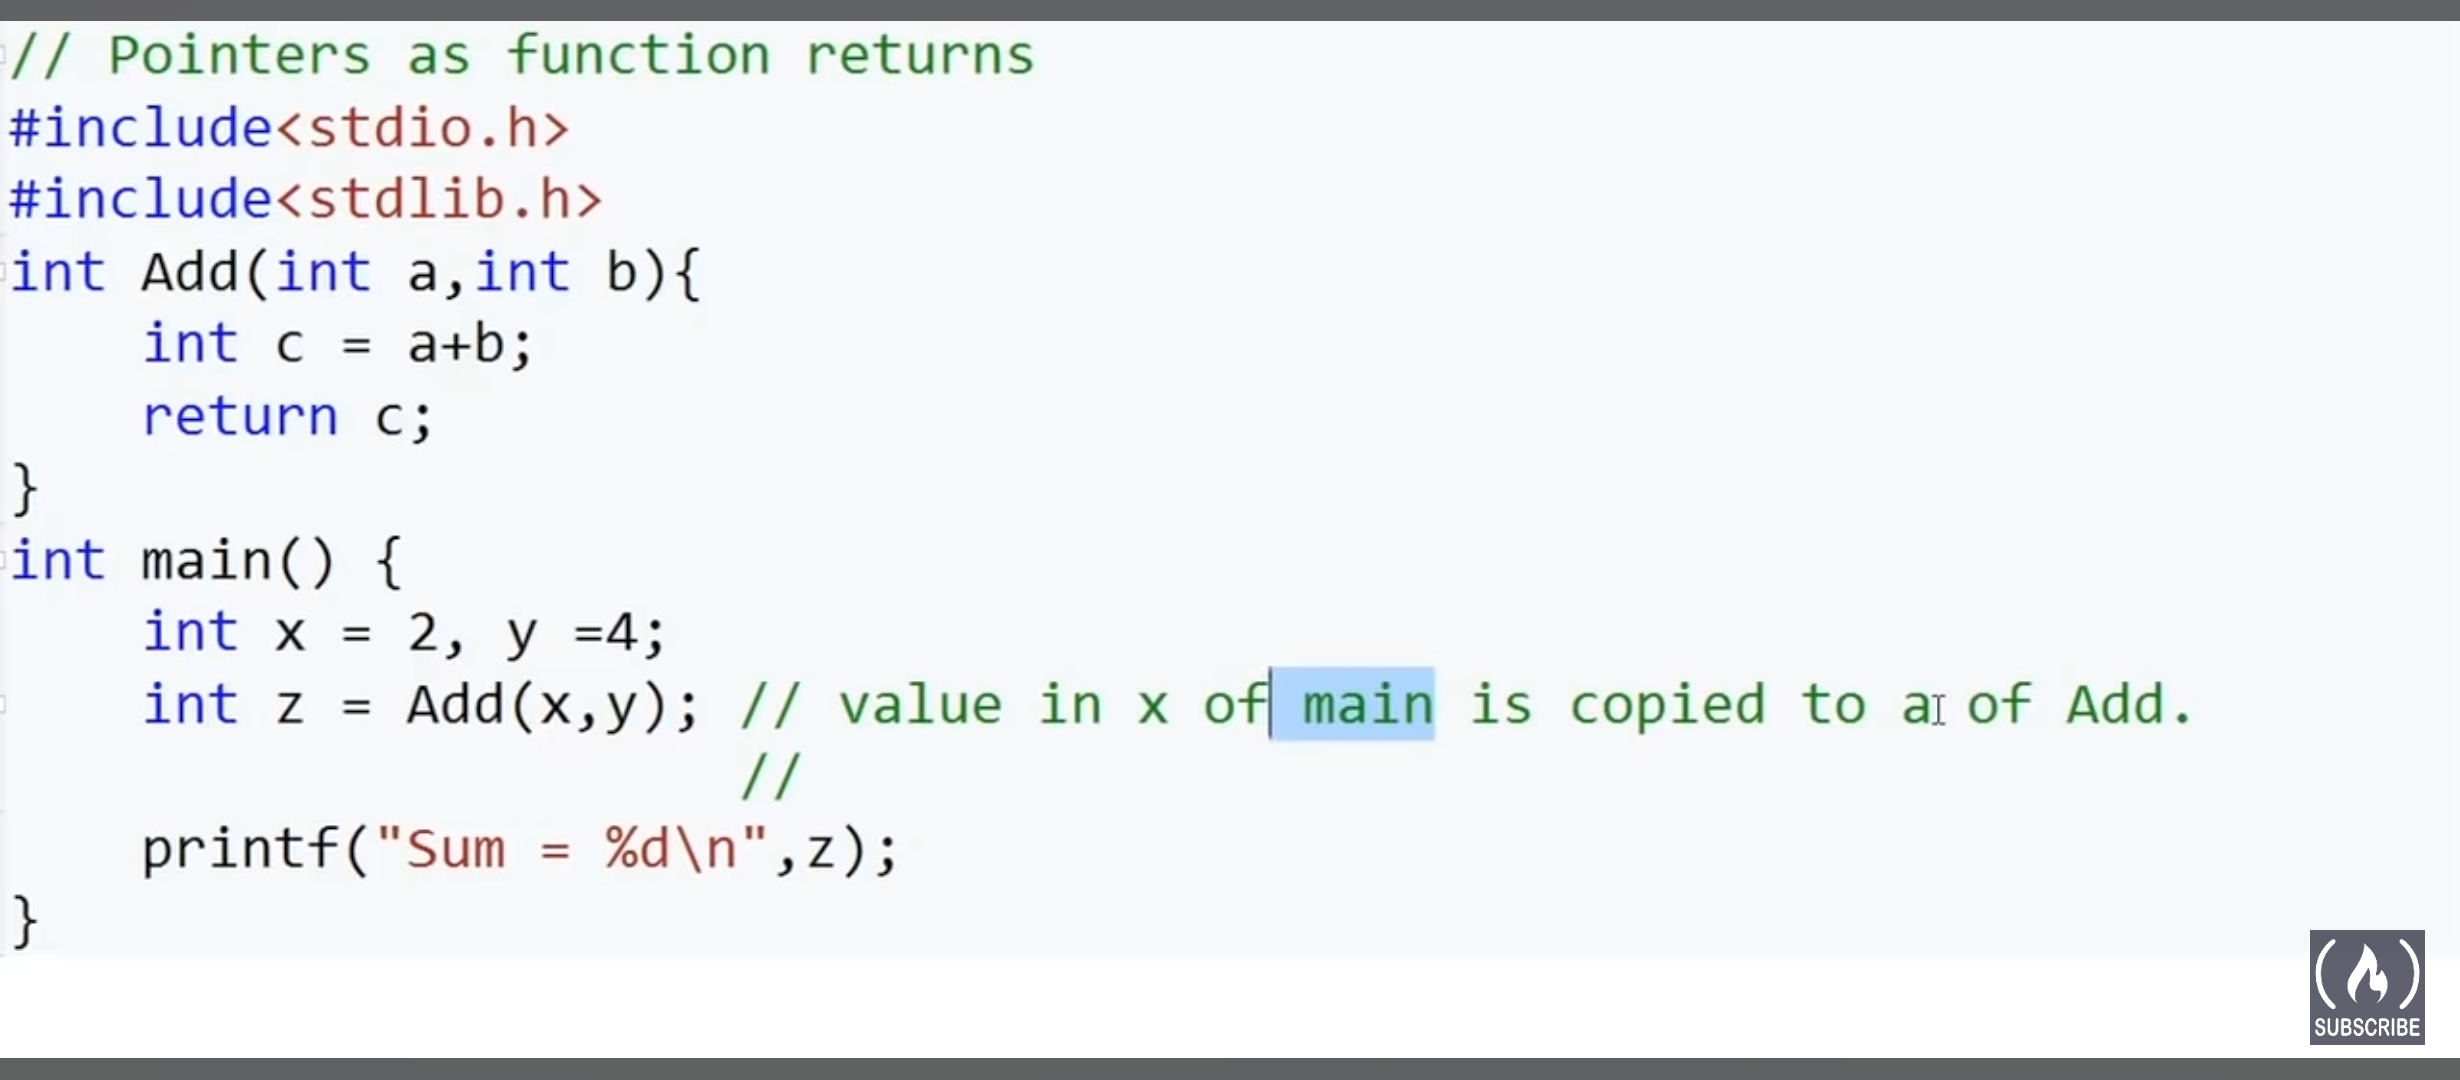 // Pointers as function returns
#include<stdio.h>
#include<stdlib.h>
int Add(int a,int b){
    int c = a+b;
    return c;
}
int main() {
    int x = 2, y =4;
    int z = Add(x,y); // value in x of main is copied to a of Add.
                      //
    printf("Sum = %d\n",z);
}
SUBSCRIBE